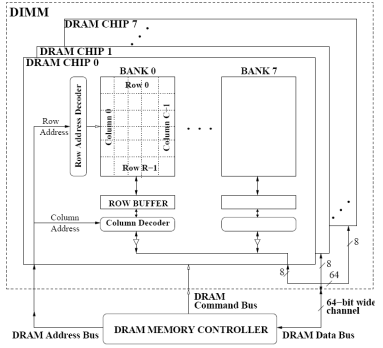 DIMM
DRAM CHIP 7
DRAM CHIP 1
DRAM CHIP 0
BANK 0
BANK 7
Row 0
Column 0
Column C-1
Row Address Decoder
Row
Address
Row R-1
ROW BUFFER
Column Decoder
Column
Address
8
8
8
64
DRAM
Command Bus
64-bit wide
channel
DRAM Address Bus
DRAM MEMORY CONTROLLER
DRAM Data Bus